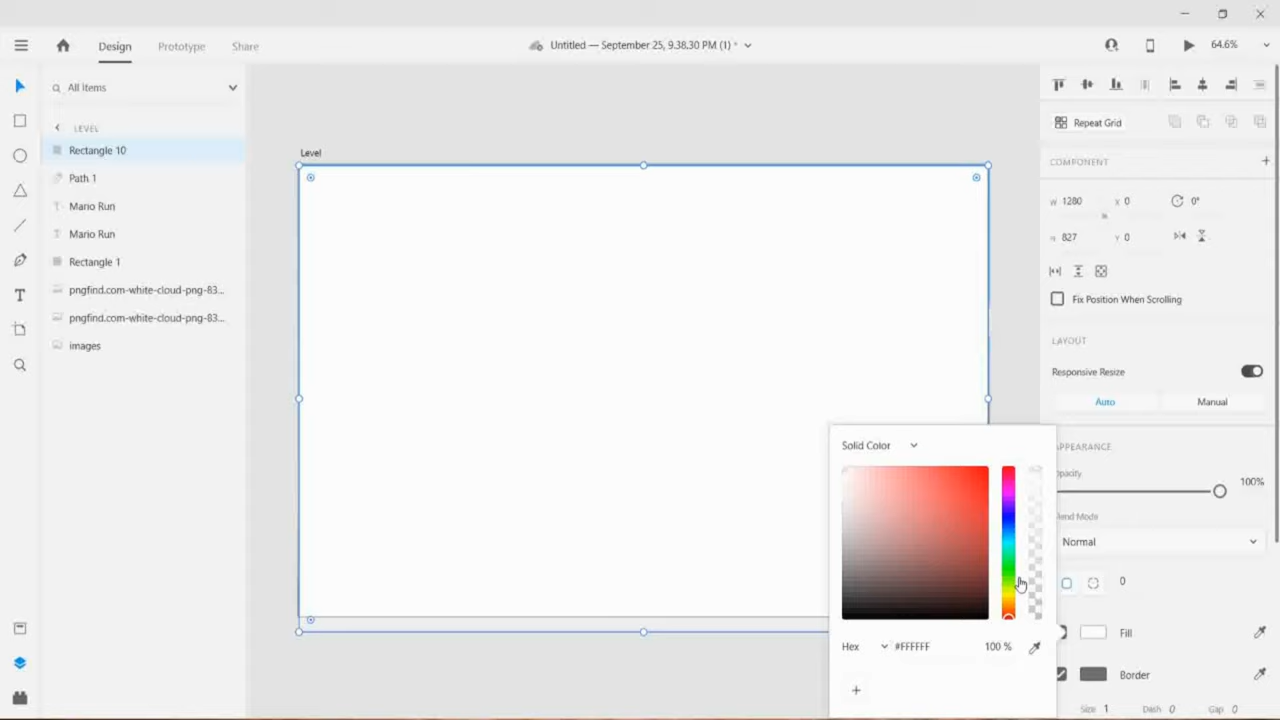 Design
Prototype
Share
Untitled — September 25, 9.38.30 PM (1) *
64.6%
All Items
LEVEL
Rectangle 10
Path 1
Mario Run
Mario Run
Rectangle 1
pngfind.com-white-cloud-png-83...
pngfind.com-white-cloud-png-83...
images
Level
Repeat Grid
COMPONENT
W 1280 X 0 0°
H 827 Y 0
Fix Position When Scrolling
LAYOUT
Responsive Resize
Auto
Manual
APPEARANCE
Opacity
100%
Blend Mode
Normal
0
Fill
Border
Size 1 Dash 0 Gap 0
Solid Color
Hex #FFFFFF 100 %